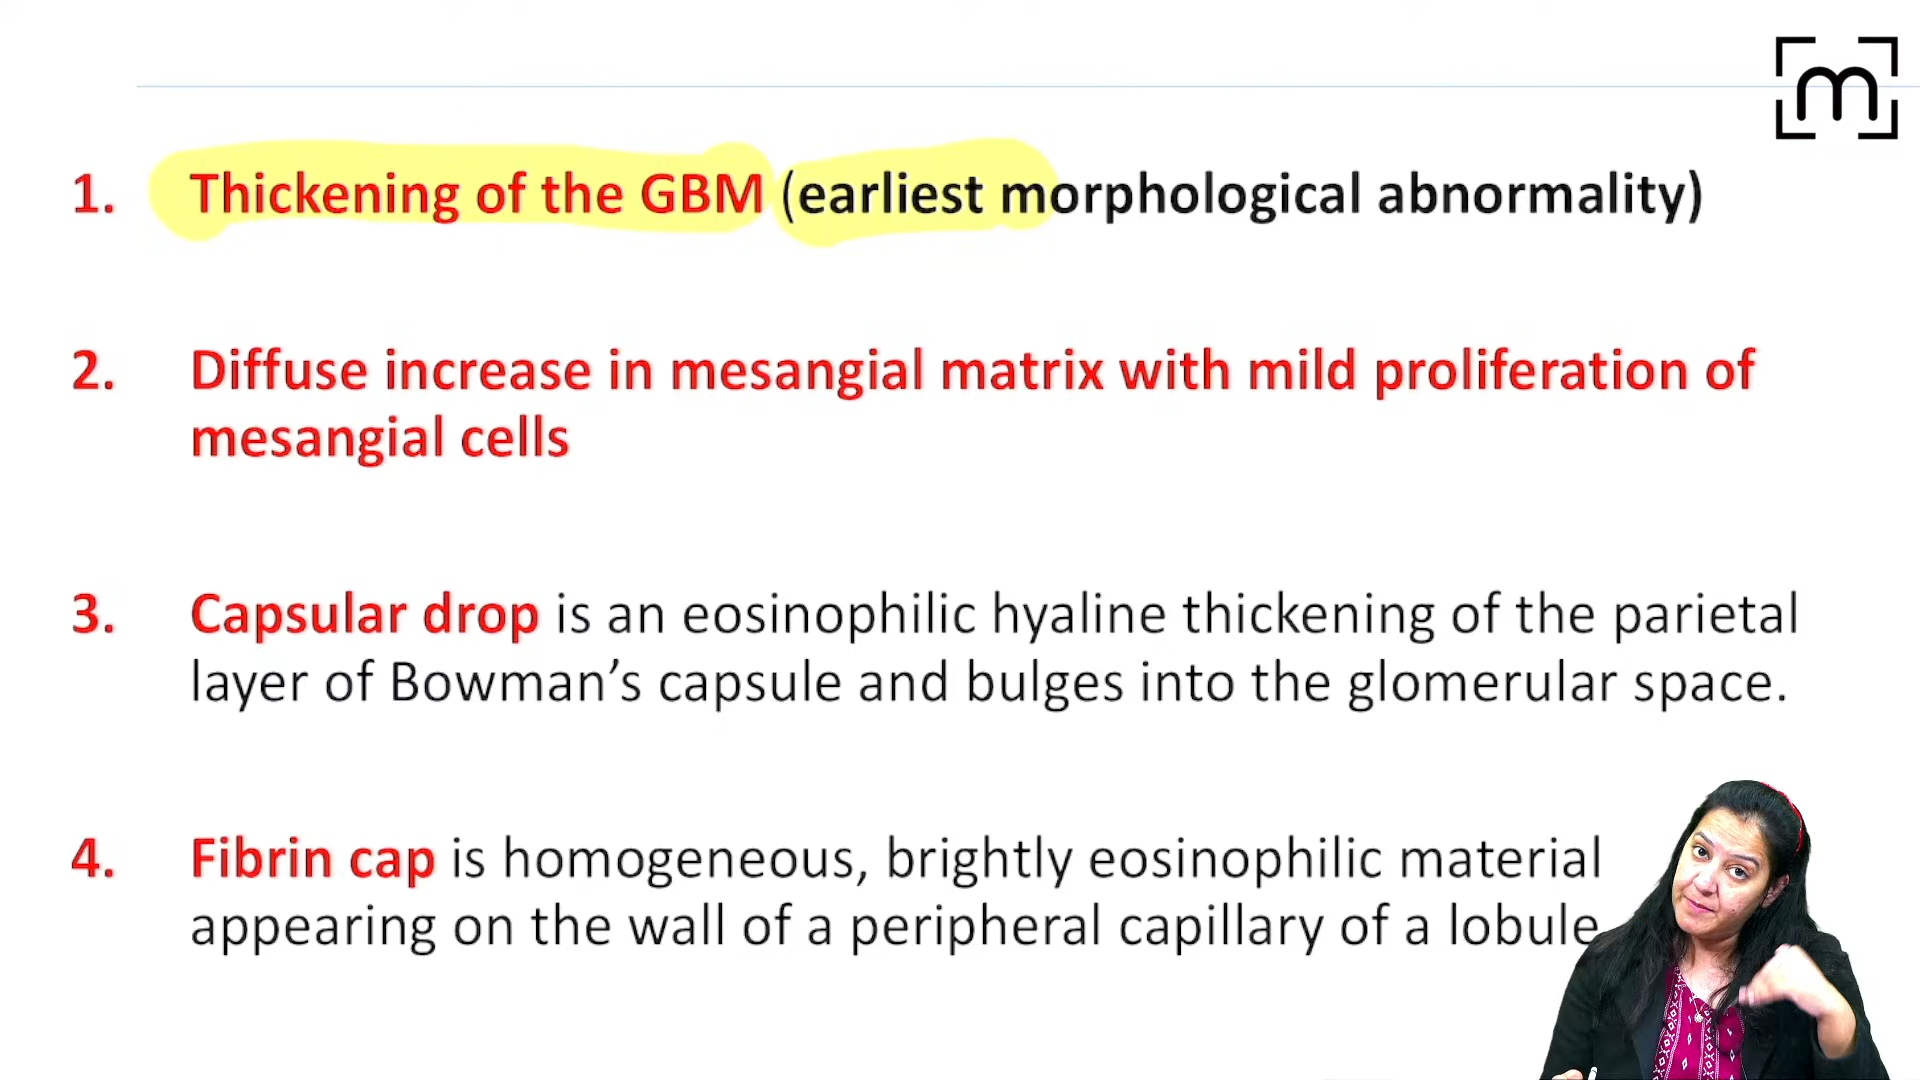 m
1. Thickening of the GBM (earliest morphological abnormality)
2. Diffuse increase in mesangial matrix with mild proliferation of
mesangial cells
3. Capsular drop is an eosinophilic hyaline thickening of the parietal
layer of Bowman’s capsule and bulges into the glomerular space.
4. Fibrin cap is homogeneous, brightly eosinophilic material
appearing on the wall of a peripheral capillary of a lobule